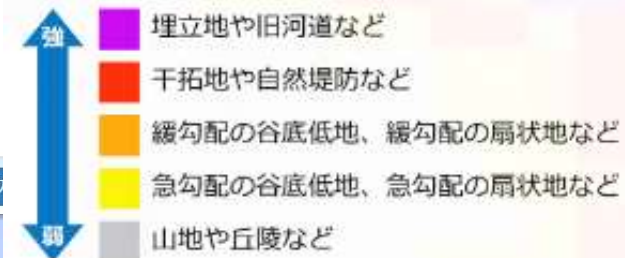 強
埋立地や旧河道など
干拓地や自然堤防など
緩勾配の谷底低地、緩勾配の扇状地など
急勾配の谷底低地、急勾配の扇状地など
弱
山地や丘陵など